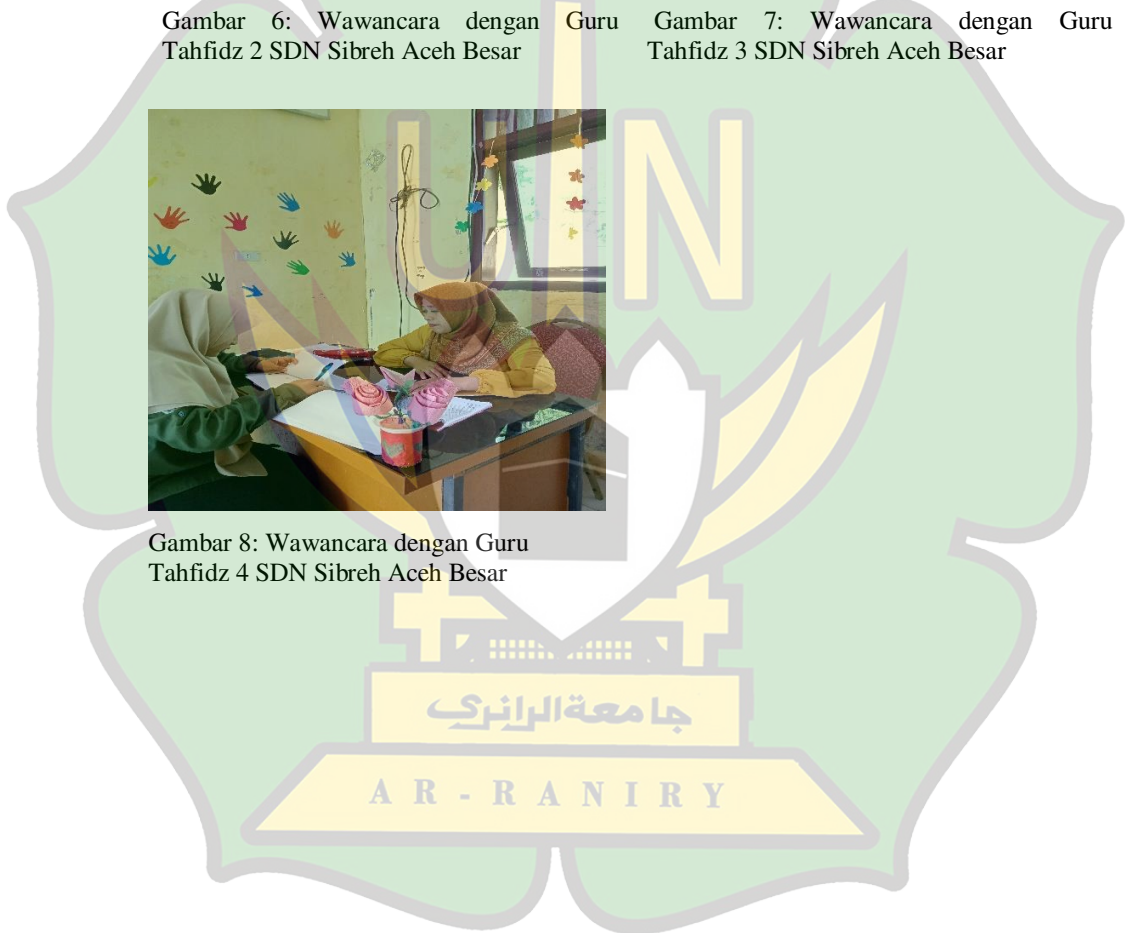 Gambar 6: Wawancara dengan Guru
Tahfidz 2 SDN Sibreh Aceh Besar
Gambar 7: Wawancara dengan Guru
Tahfidz 3 SDN Sibreh Aceh Besar
UIN
Gambar 8: Wawancara dengan Guru
Tahfidz 4 SDN Sibreh Aceh Besar
جامعةالرانري
AR-RANIRY